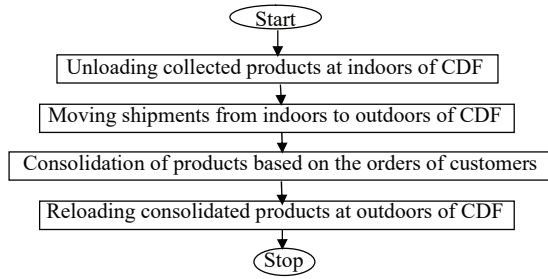 Start
Unloading collected products at indoors of CDF
Moving shipments from indoors to outdoors of CDF
Consolidation of products based on the orders of customers
Reloading consolidated products at outdoors of CDF
Stop